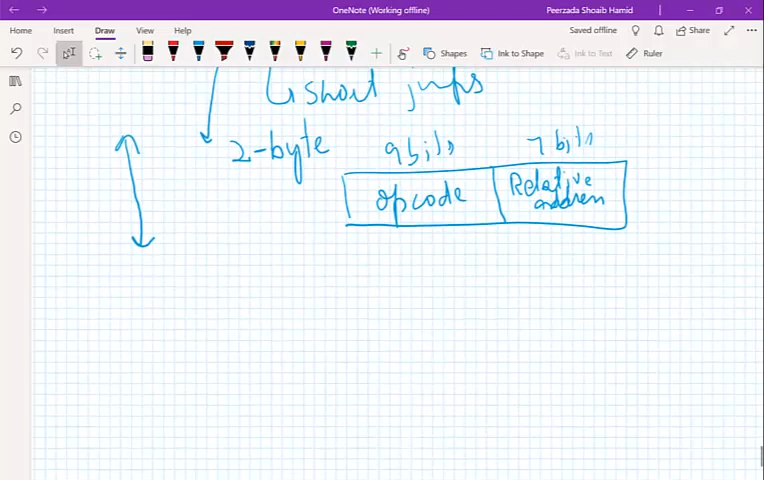 OneNote (Working offline)
Peerzada Shoaib Hamid
Home Insert Draw View Help
Saved offline Share
Shapes Ink to Shape Ink to Text Ruler
short jumps
2-byte 9 bits 7 bits
opcode Relative
address